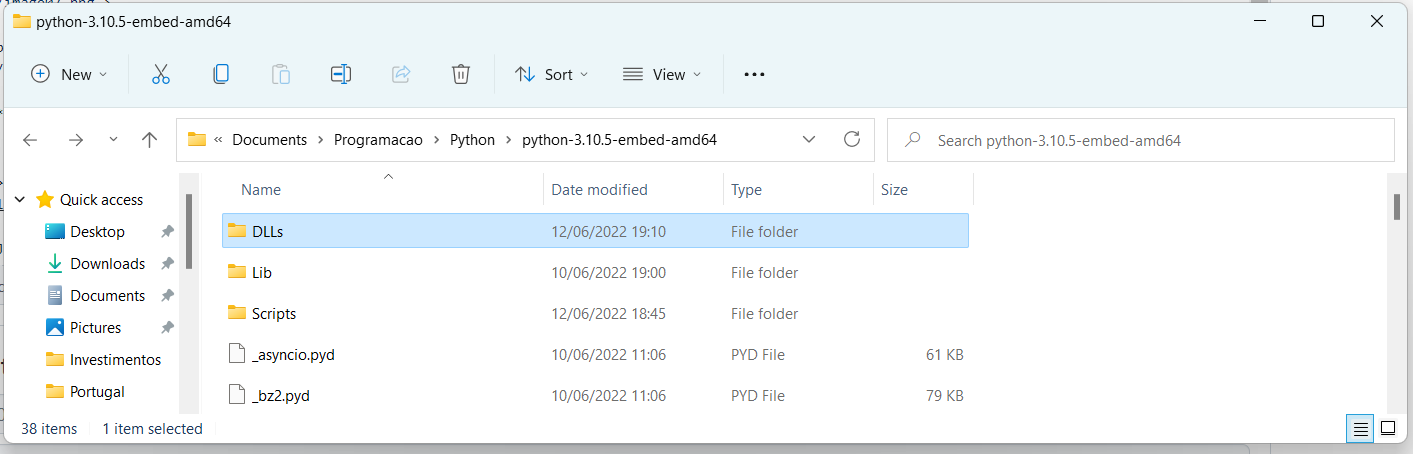 python-3.10.5-embed-amd64
New
Sort
View
« Documents > Programacao > Python > python-3.10.5-embed-amd64
Search python-3.10.5-embed-amd64
Name Date modified Type Size
Quick access
Desktop
Downloads
Documents
Pictures
Investimentos
Portugal
DLLs 12/06/2022 19:10 File folder
Lib 10/06/2022 19:00 File folder
Scripts 12/06/2022 18:45 File folder
_asyncio.pyd 10/06/2022 11:06 PYD File 61 KB
_bz2.pyd 10/06/2022 11:06 PYD File 79 KB
38 items 1 item selected